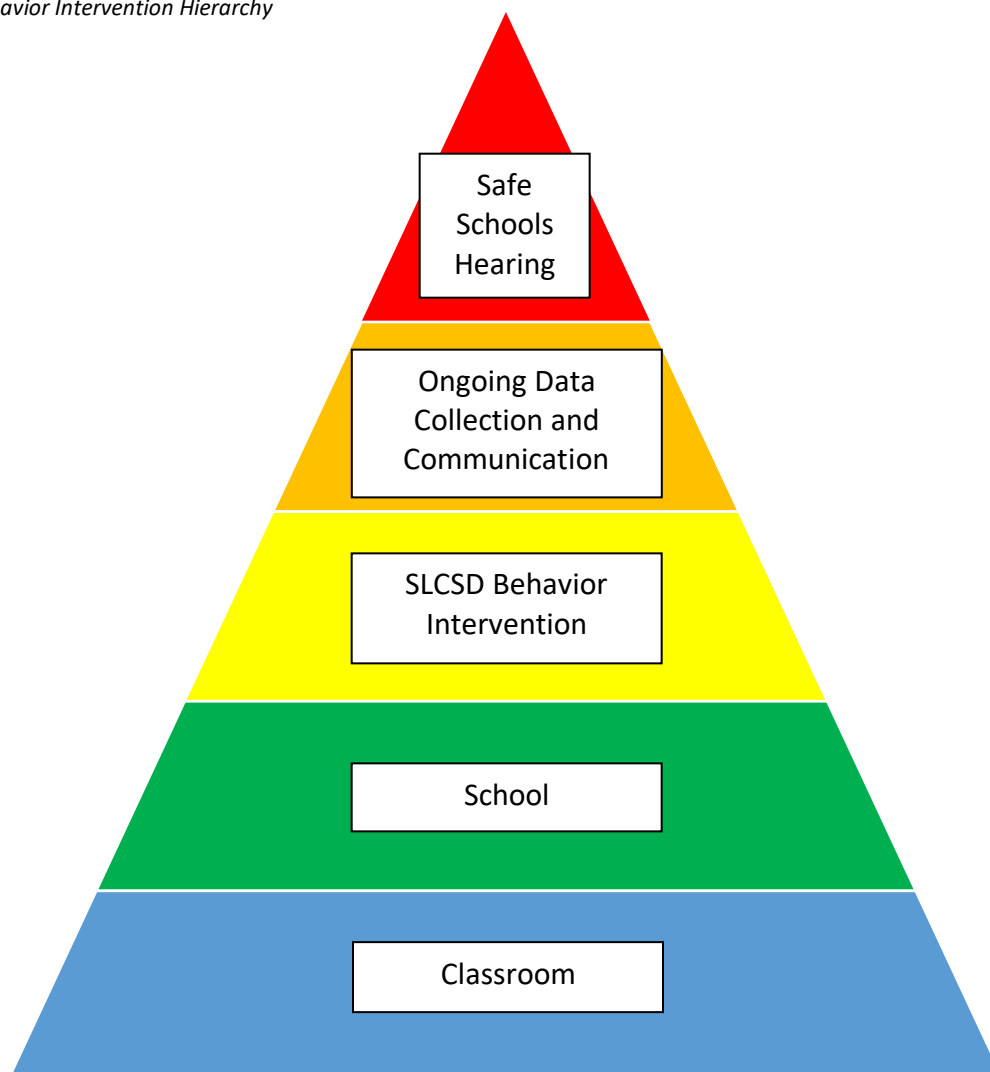 avior Intervention Hierarchy
Safe
Schools
Hearing
Ongoing Data
Collection and
Communication
SLCSD Behavior
Intervention
School
Classroom